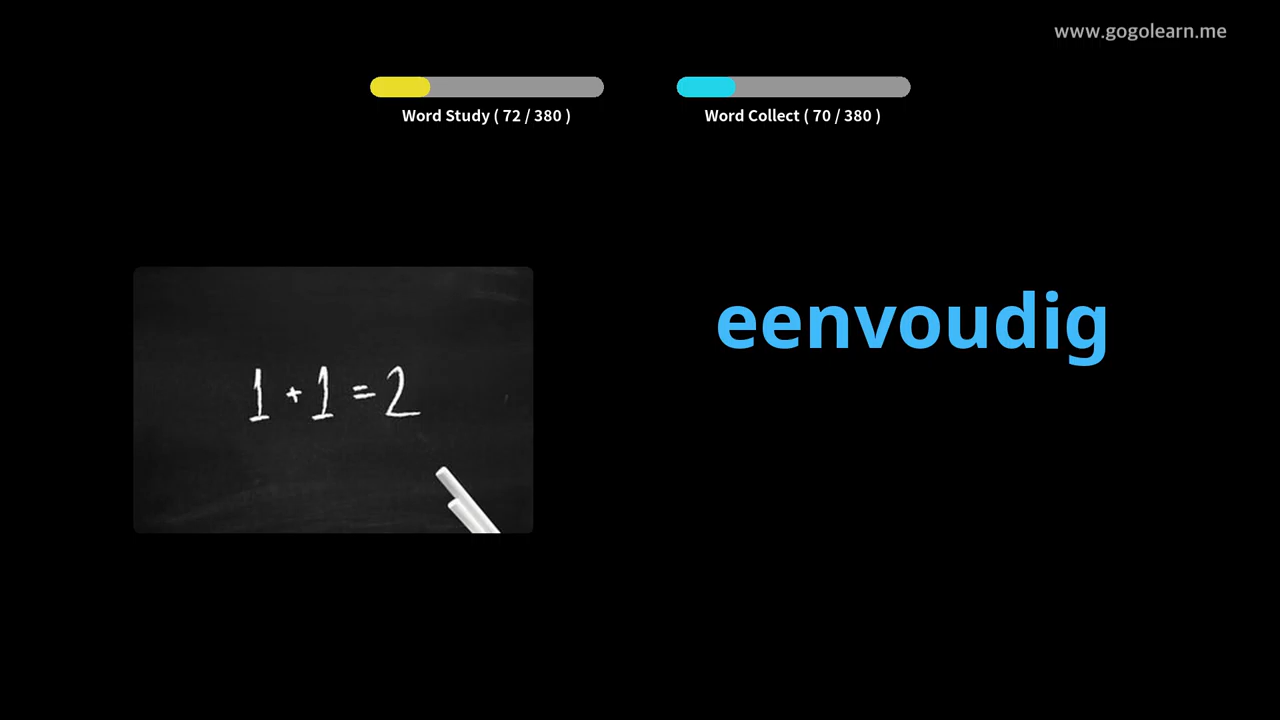 www.gogolearn.me
Word Study ( 72 / 380 )
Word Collect ( 70 / 380 )
eenvoudig
1 + 1 = 2